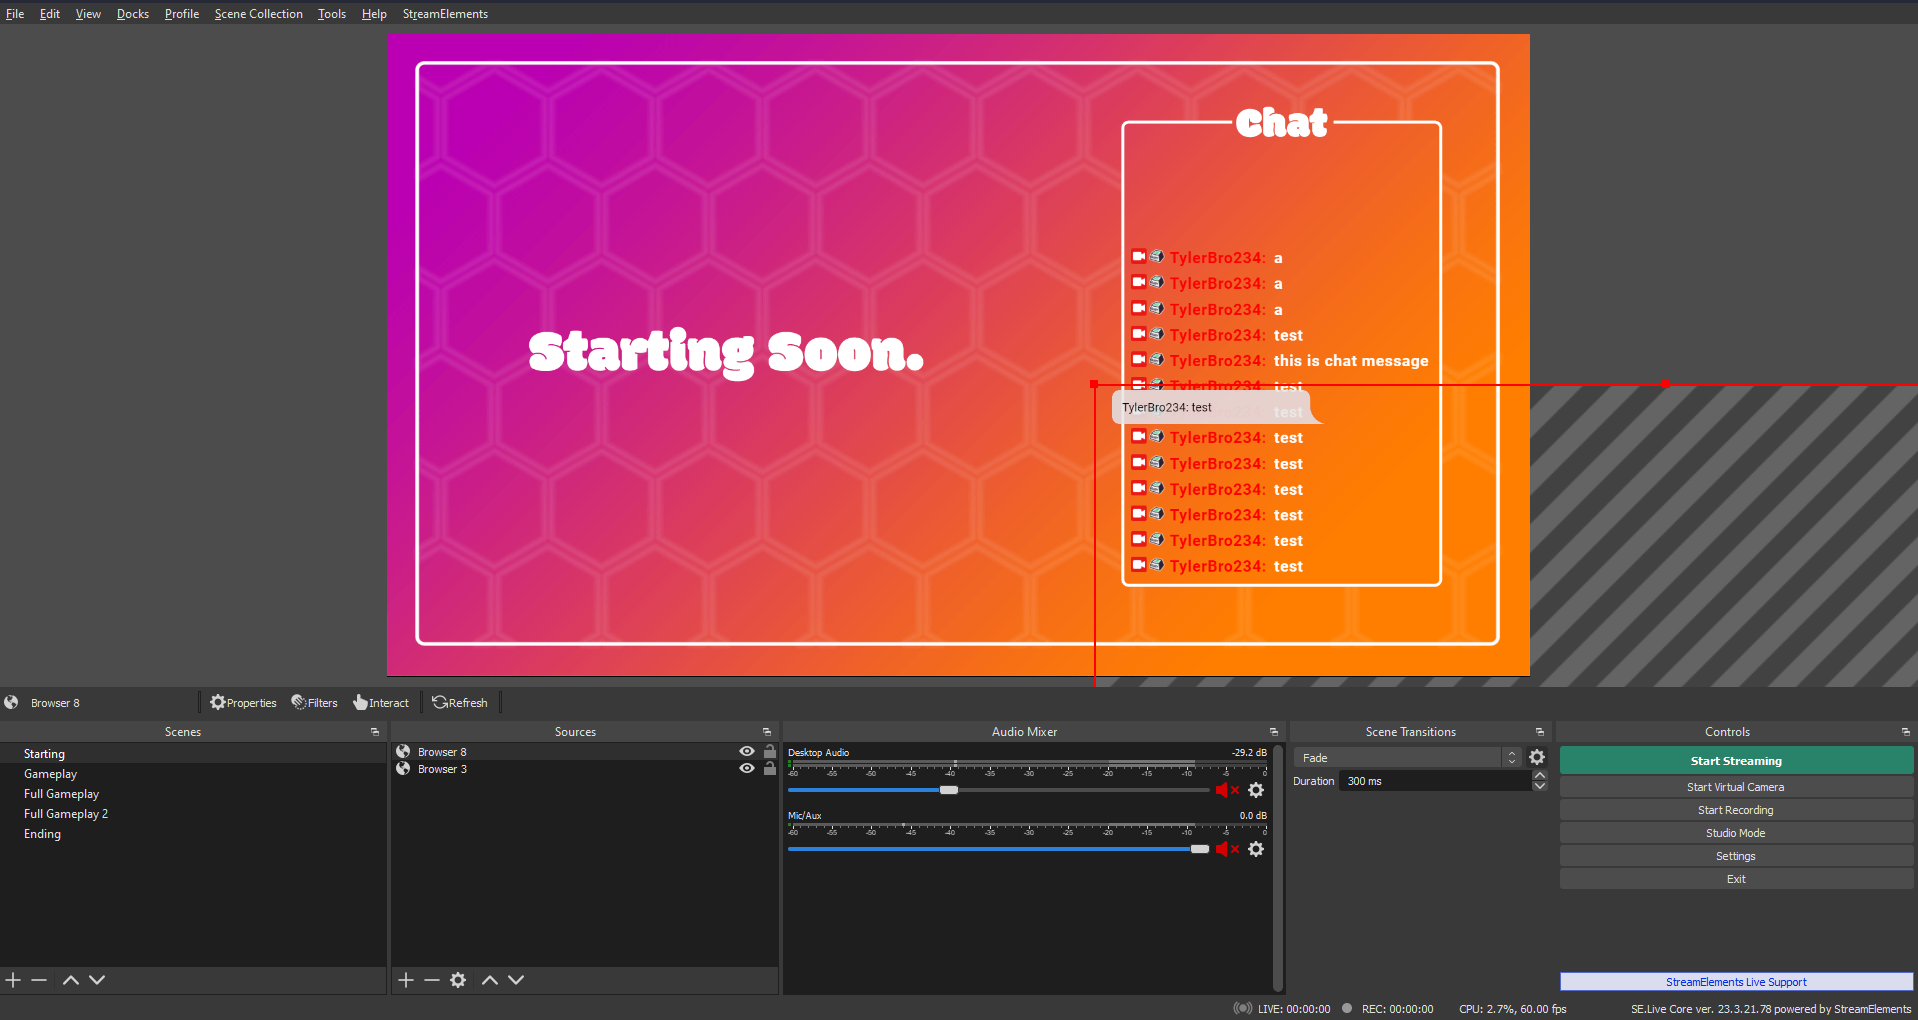 File Edit View Docks Profile Scene Collection Tools Help StreamElements
Chat
TylerBro234: a
TylerBro234: a
TylerBro234: a
TylerBro234: test
TylerBro234: this is chat message
TylerBro234: test
TylerBro234: test
test
TylerBro234: test
TylerBro234: test
TylerBro234: test
TylerBro234: test
TylerBro234: test
TylerBro234: test
Starting Soon.
Browser 8 Properties Filters Interact Refresh
Scenes
Starting
Gameplay
Full Gameplay
Full Gameplay 2
Ending
Sources
Browser 8
Browser 3
Audio Mixer
Desktop Audio -29.2 dB
-60 -55 -50 -45 -40 -35 -30 -25 -20 -15 -10 -5 0
Mic/Aux 0.0 dB
-60 -55 -50 -45 -40 -35 -30 -25 -20 -15 -10 -5 0
Scene Transitions
Fade
Duration 300 ms
Controls
Start Streaming
Start Virtual Camera
Start Recording
Studio Mode
Settings
Exit
StreamElements Live Support
LIVE: 00:00:00 REC: 00:00:00 CPU: 2.7%, 60.00 fps SE.Live Core ver. 23.3.21.78 powered by StreamElements